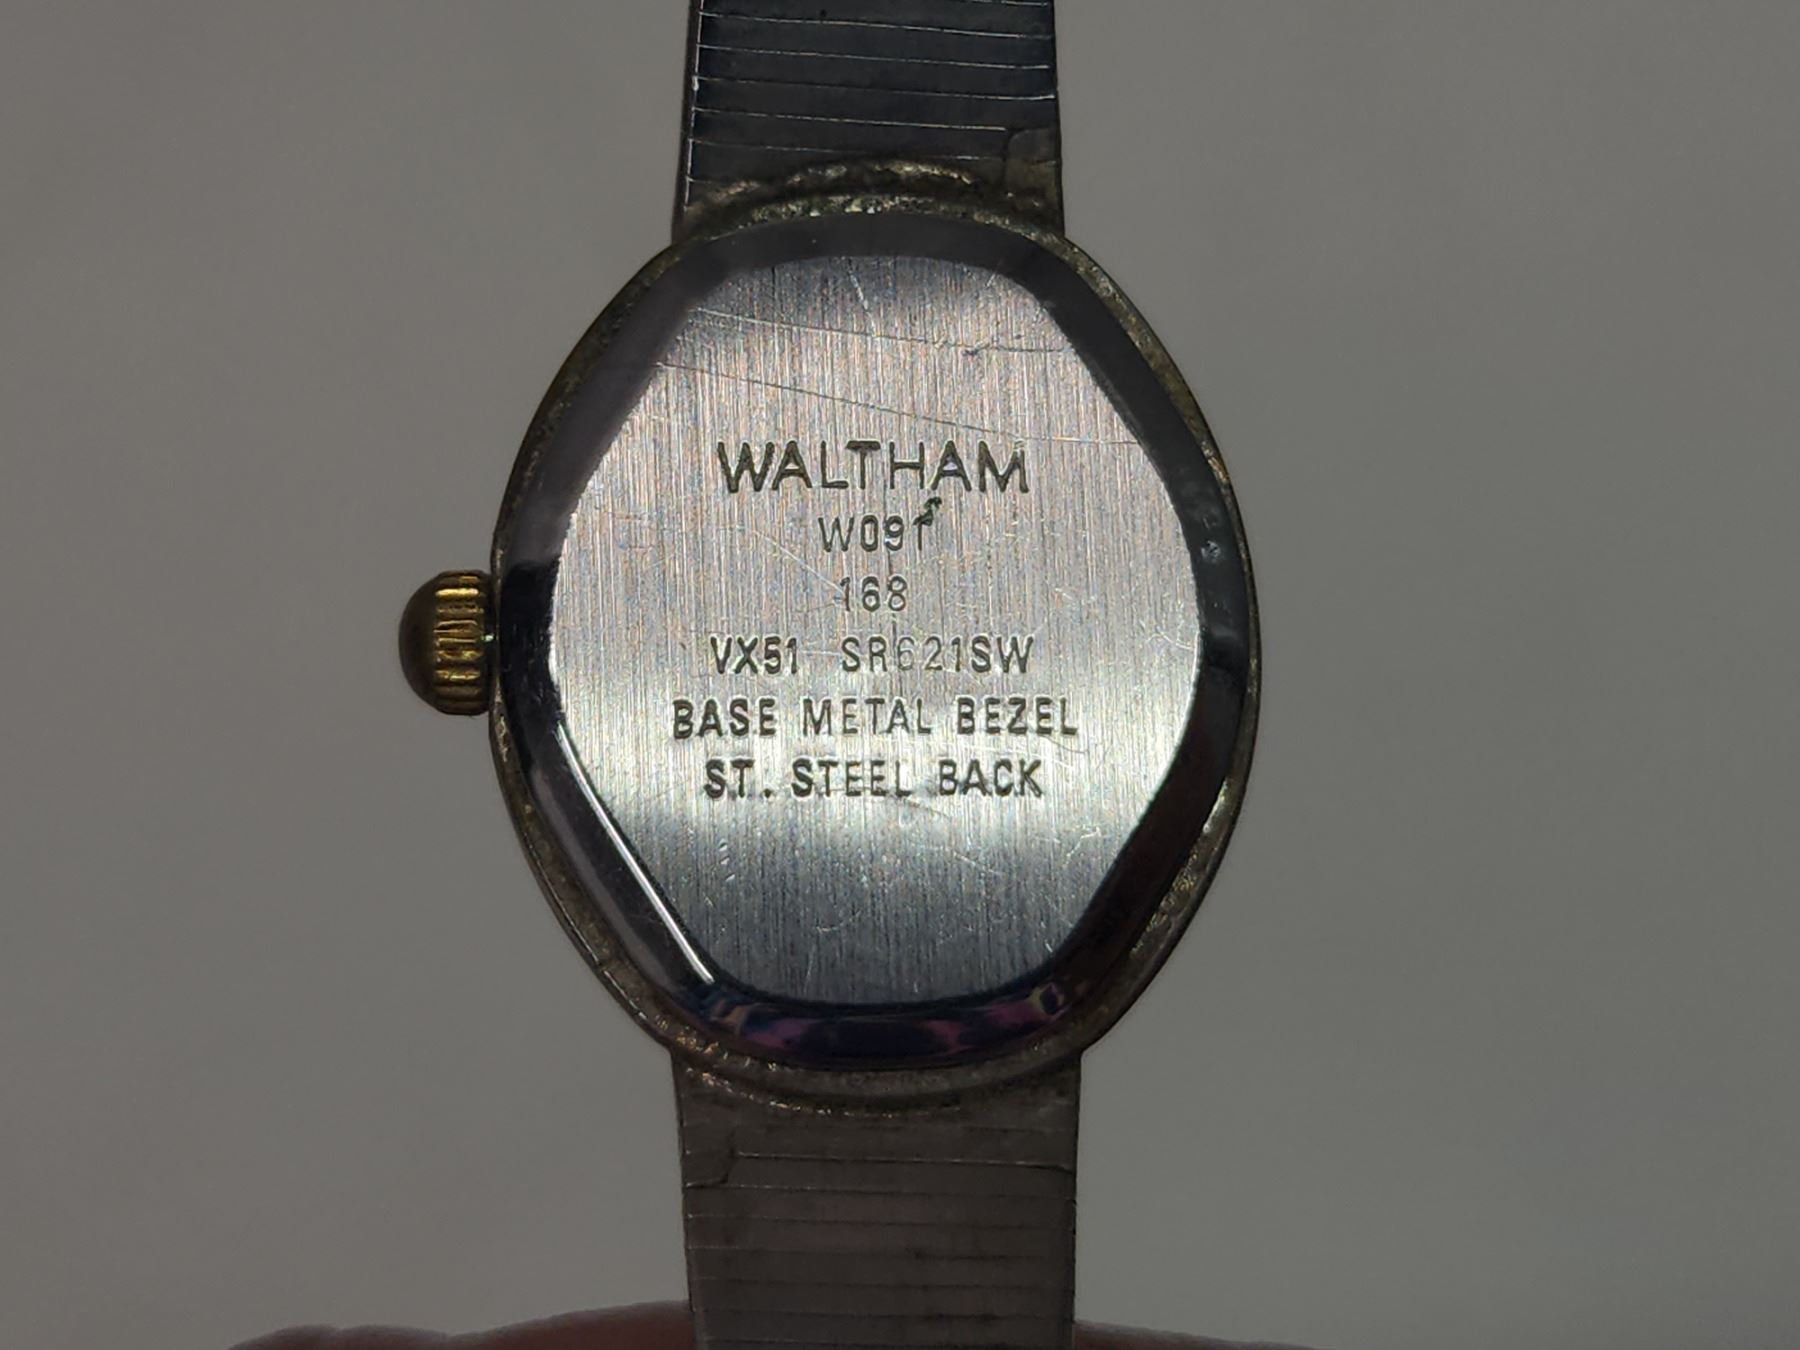 WALTHAM
W091
168
VX51 SR621SW
BASE METAL BEZEL
ST. STEEL BACK